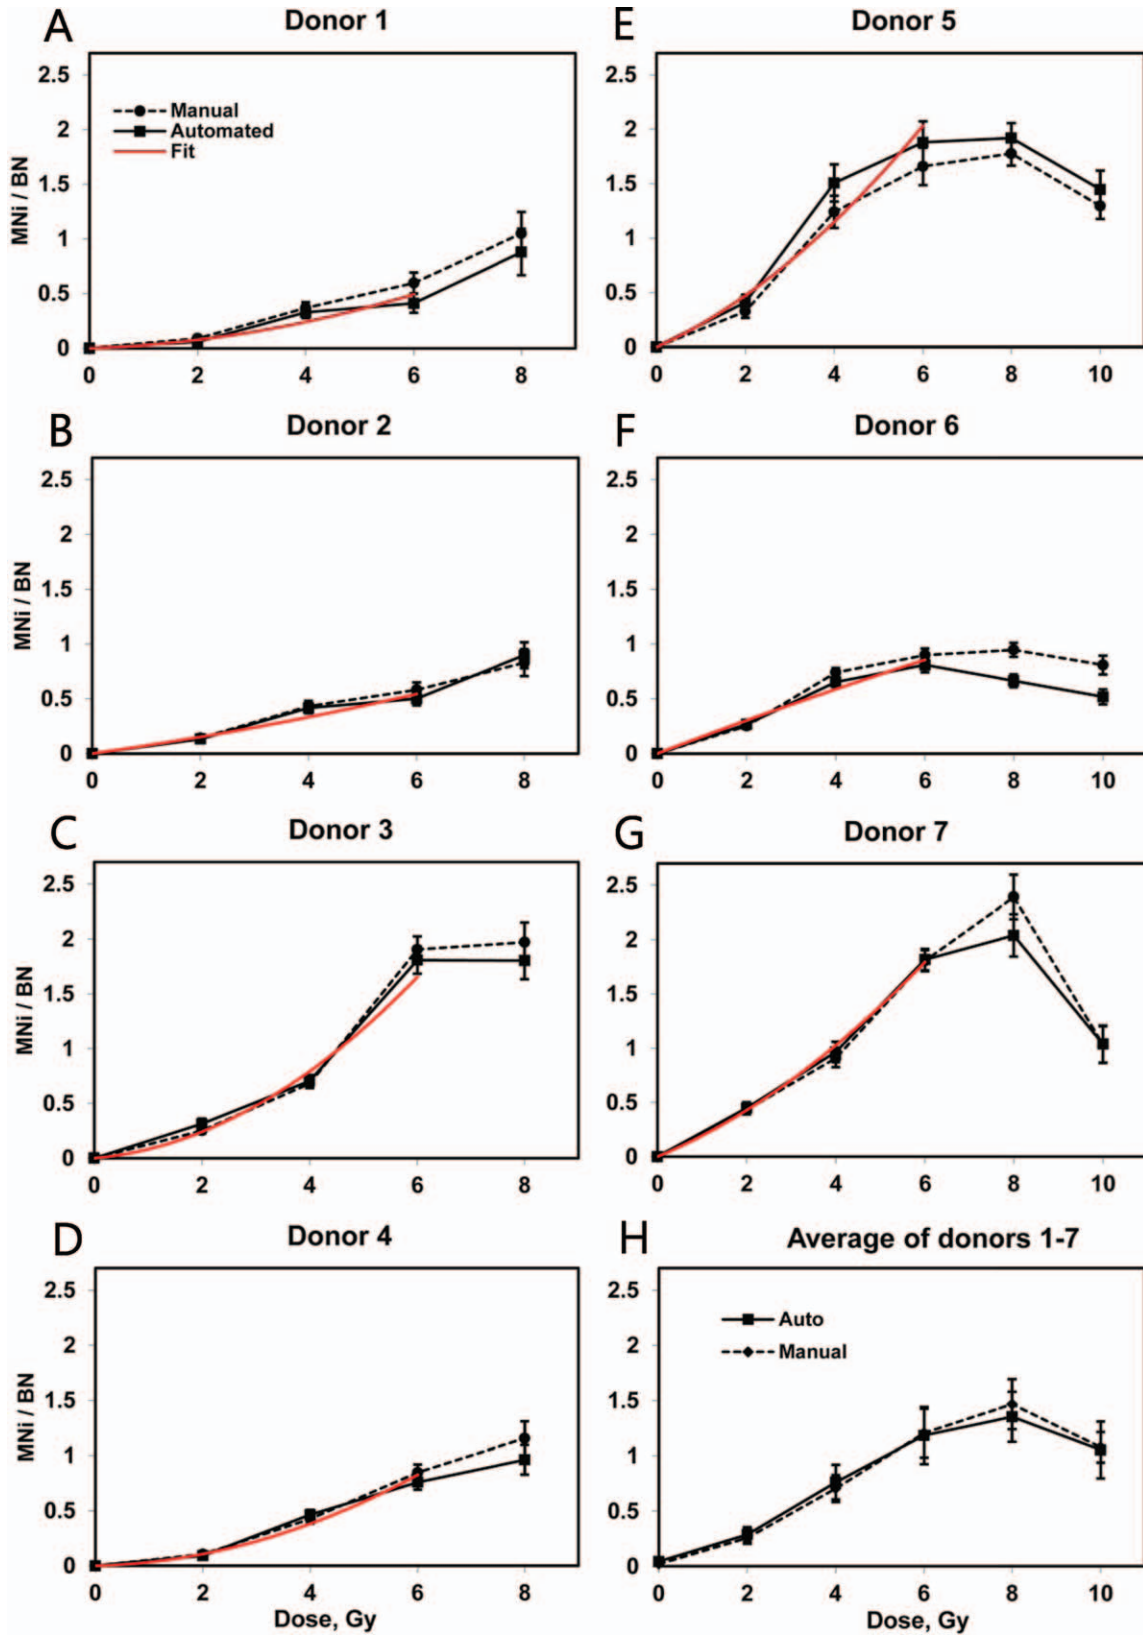 A Donor 1
2.5
2
1.5
1
0.5
0
MNi / BN
Manual
Automated
Fit
0 2 4 6 8
E Donor 5
2.5
2
1.5
1
0.5
0
0 2 4 6 8 10
B Donor 2
2.5
2
1.5
1
0.5
0
MNi / BN
0 2 4 6 8
F Donor 6
2.5
2
1.5
1
0.5
0
0 2 4 6 8 10
C Donor 3
2.5
2
1.5
1
0.5
0
MNi / BN
0 2 4 6 8
G Donor 7
2.5
2
1.5
1
0.5
0
0 2 4 6 8 10
D Donor 4
2.5
2
1.5
1
0.5
0
MNi / BN
0 2 4 6 8
Dose, Gy
H Average of donors 1-7
2.5
2
1.5
1
0.5
0
Auto
Manual
0 2 4 6 8 10
Dose, Gy